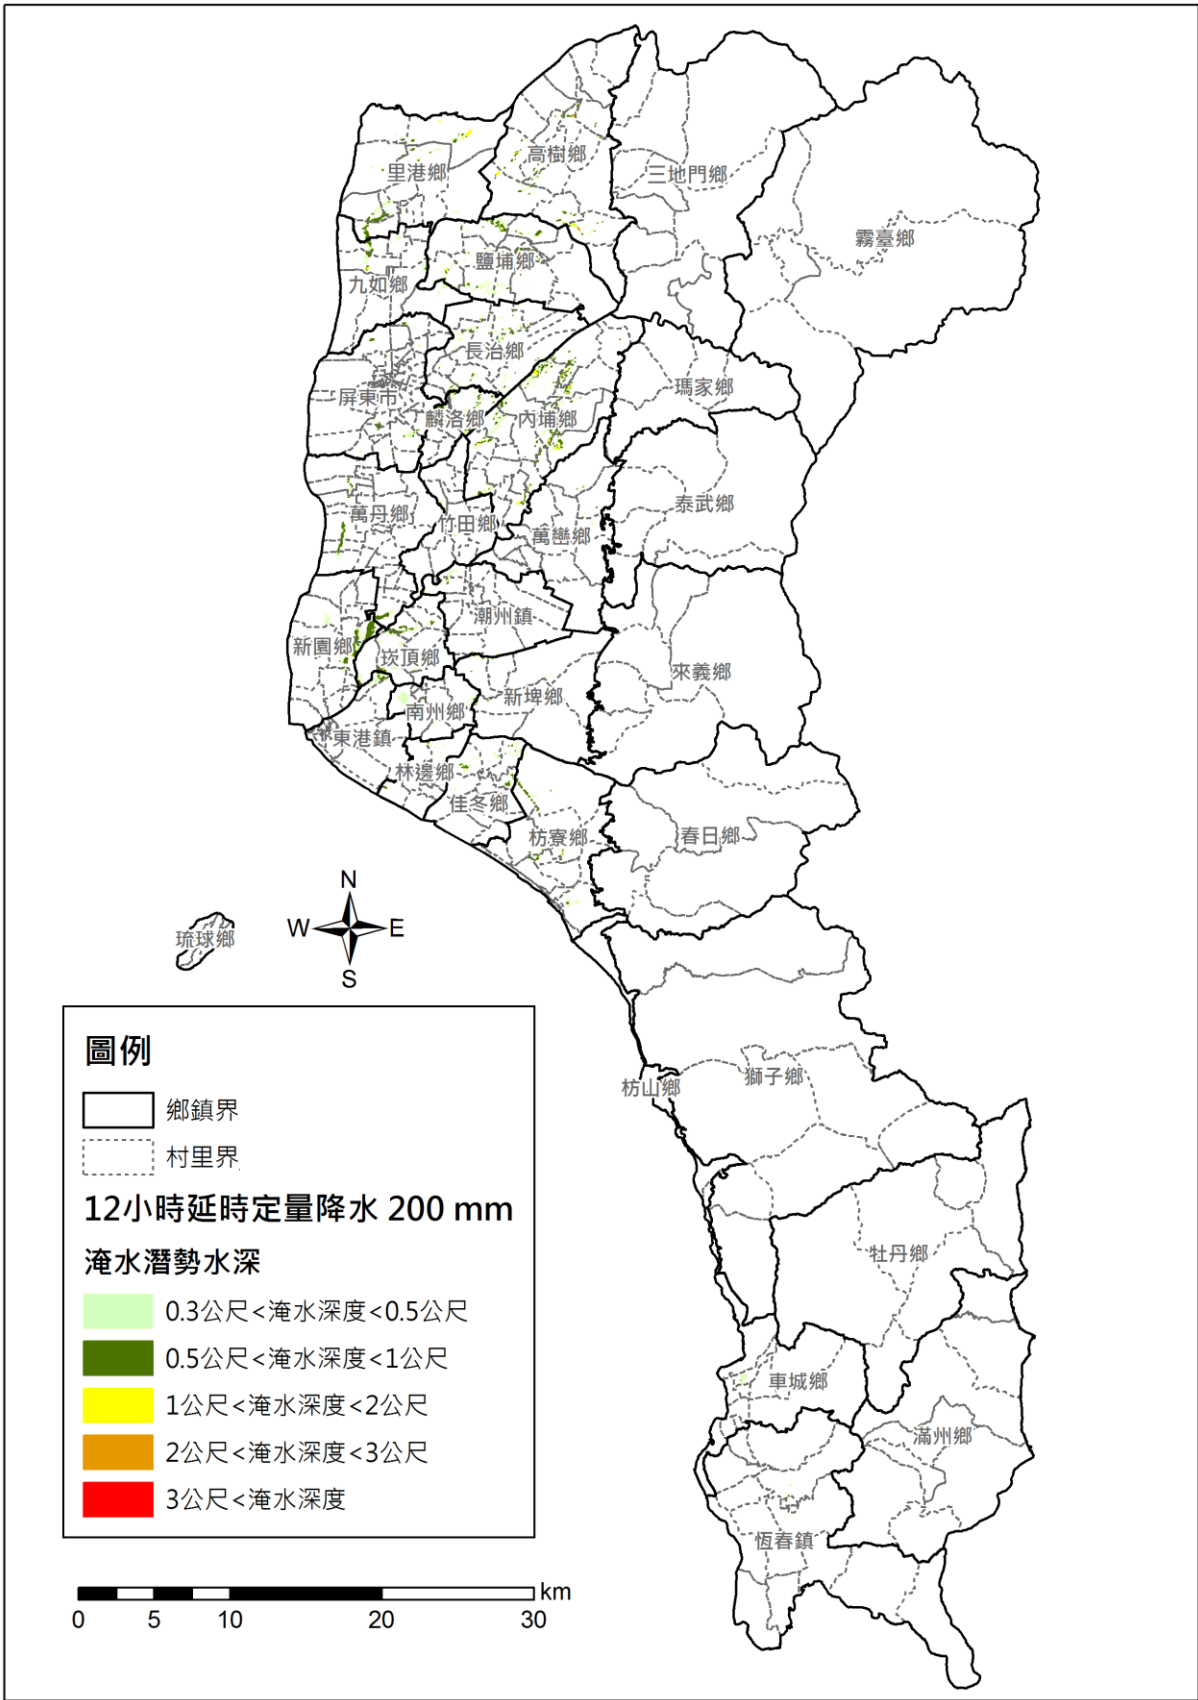 高樹鄉
里港鄉
三地門鄉
霧臺鄉
鹽埔鄉
九如鄉
長治鄉
瑪家鄉
屏東市
麟洛鄉
內埔鄉
泰武鄉
萬丹鄉
竹田鄉
萬巒鄉
潮州鎮
新園鄉
崁頂鄉
來義鄉
新埤鄉
南州鄉
東港鎮
林邊鄉
佳冬鄉
枋寮鄉
春日鄉
琉球鄉
N
W
E
S
獅子鄉
枋山鄉
牡丹鄉
車城鄉
滿州鄉
恆春鎮
圖例
鄉鎮界
村里界
12小時延時定量降水 200 mm
淹水潛勢水深
0.3公尺<淹水深度<0.5公尺
0.5公尺<淹水深度<1公尺
1公尺<淹水深度<2公尺
2公尺<淹水深度<3公尺
3公尺<淹水深度
km
0 5 10 20 30